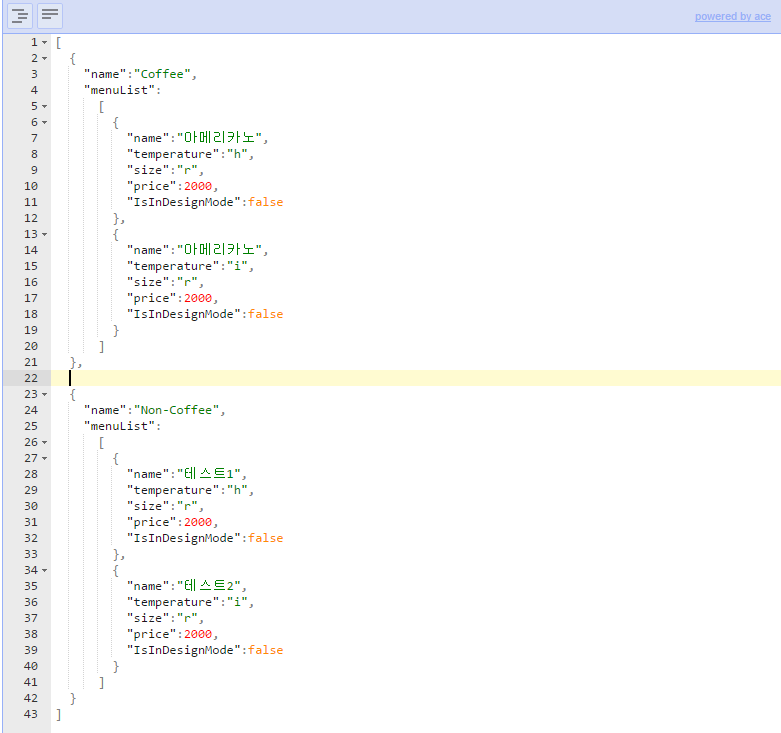 powered by ace
1 [
2 {
3 "name":"Coffee",
4 "menuList":
5 [
6 {
7 "name":"아메리카노",
8 "temperature":"h",
9 "size":"r",
10 "price":2000,
11 "IsInDesignMode":false
12 },
13 {
14 "name":"아메리카노",
15 "temperature":"i",
16 "size":"r",
17 "price":2000,
18 "IsInDesignMode":false
19 }
20 ]
21 },
22
23 {
24 "name":"Non-Coffee",
25 "menuList":
26 [
27 {
28 "name":"테스트1",
29 "temperature":"h",
30 "size":"r",
31 "price":2000,
32 "IsInDesignMode":false
33 },
34 {
35 "name":"테스트2",
36 "temperature":"i",
37 "size":"r",
38 "price":2000,
39 "IsInDesignMode":false
40 }
41 ]
42 }
43 ]